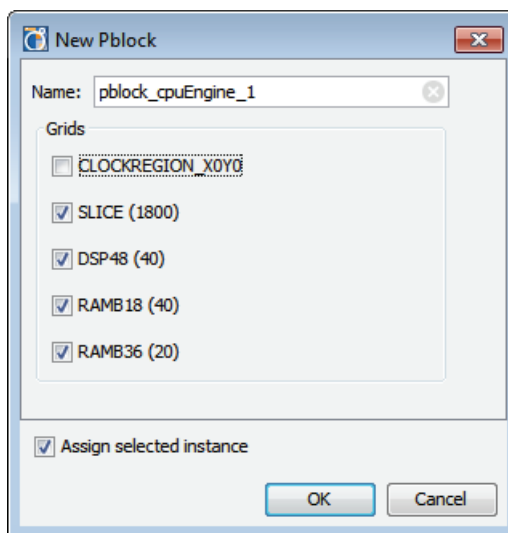 New Pblock
Name: pblock_cpuEngine_1
Grids
CLOCKREGION_X0Y0
SLICE (1800)
DSP48 (40)
RAMB18 (40)
RAMB36 (20)
Assign selected instance
OK Cancel